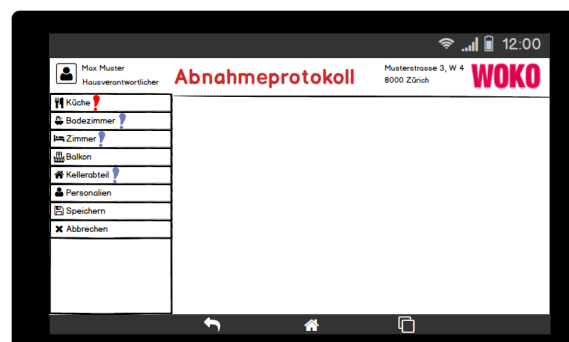 12:00
Max Muster
Hausverantwortlicher
Abnahmeprotokoll
Musterstrasse 3, W 4
8000 Zürich
WOKO
Küche
Badezimmer
Zimmer
Balkon
Kellerabteil
Personalien
Speichern
Abbrechen